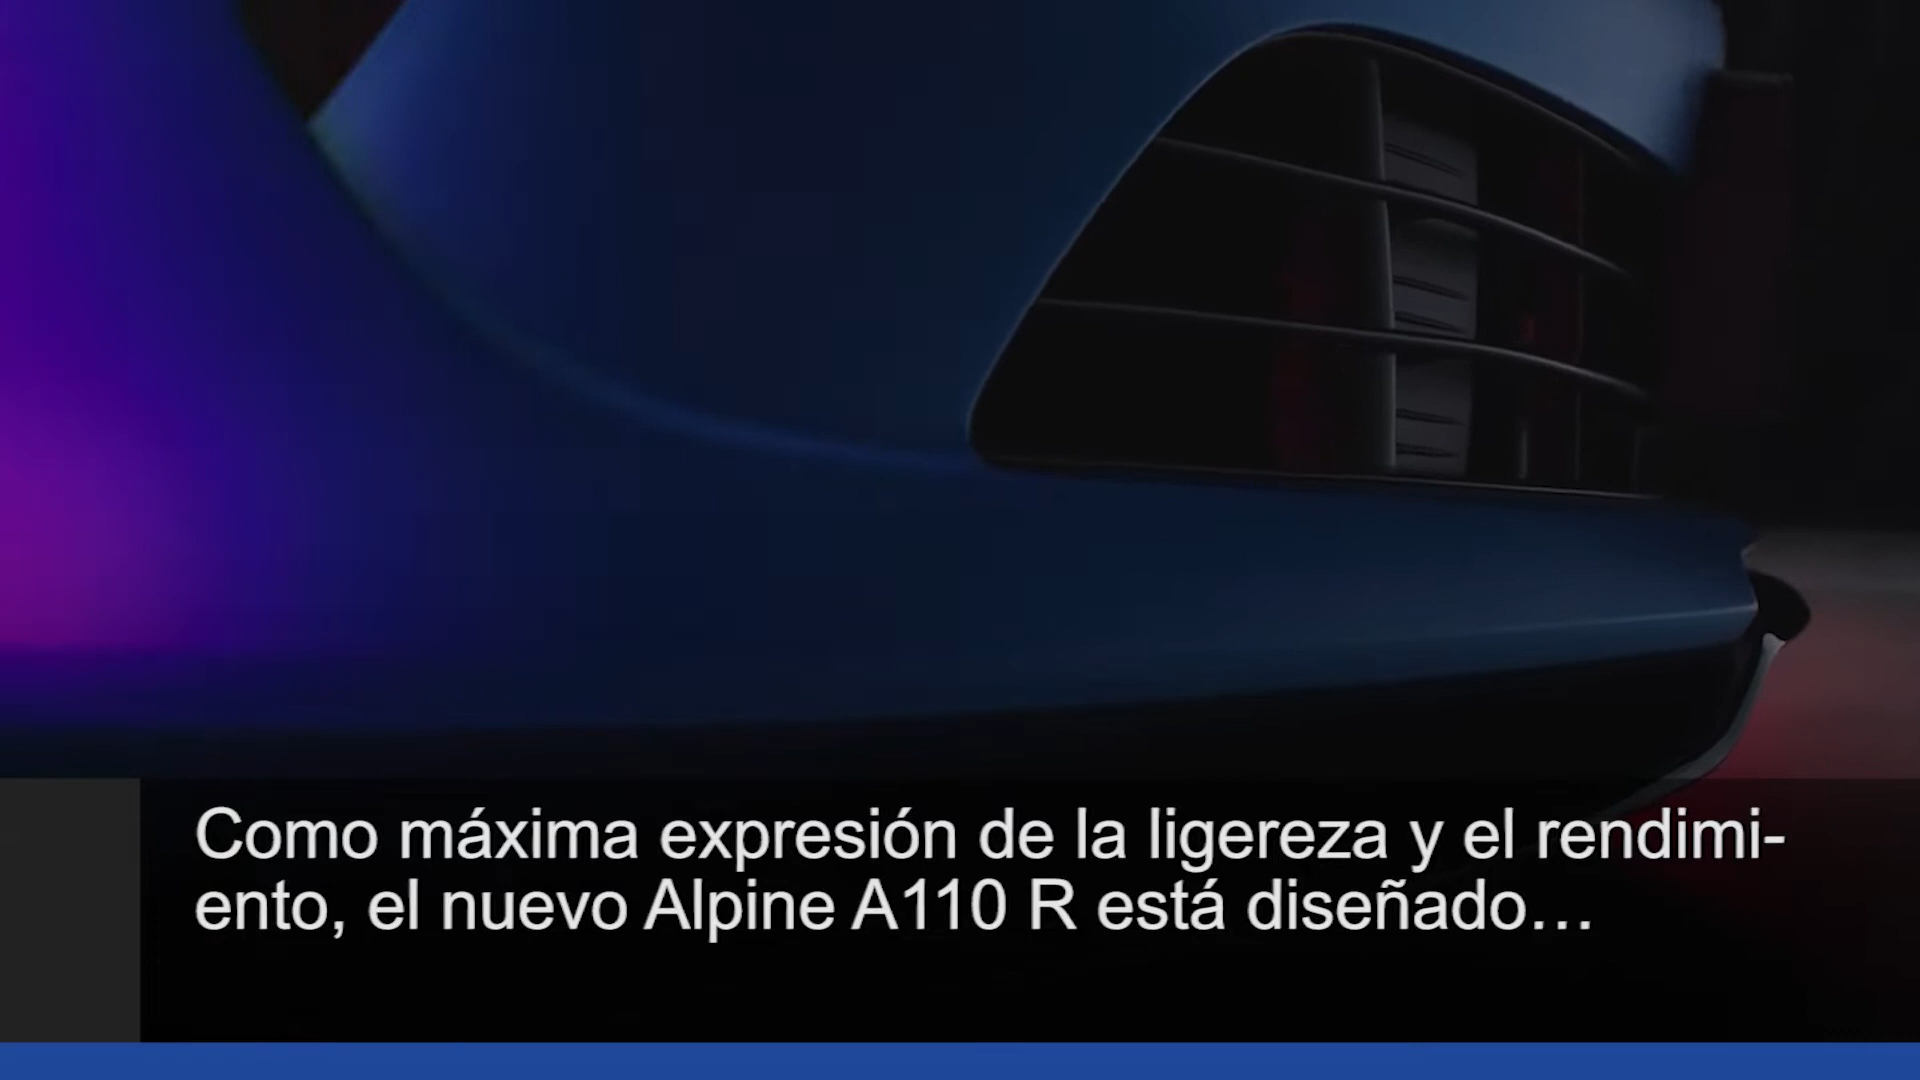 Como máxima expresión de la ligereza y el rendimi-
ento, el nuevo Alpine A110 R está diseñado…